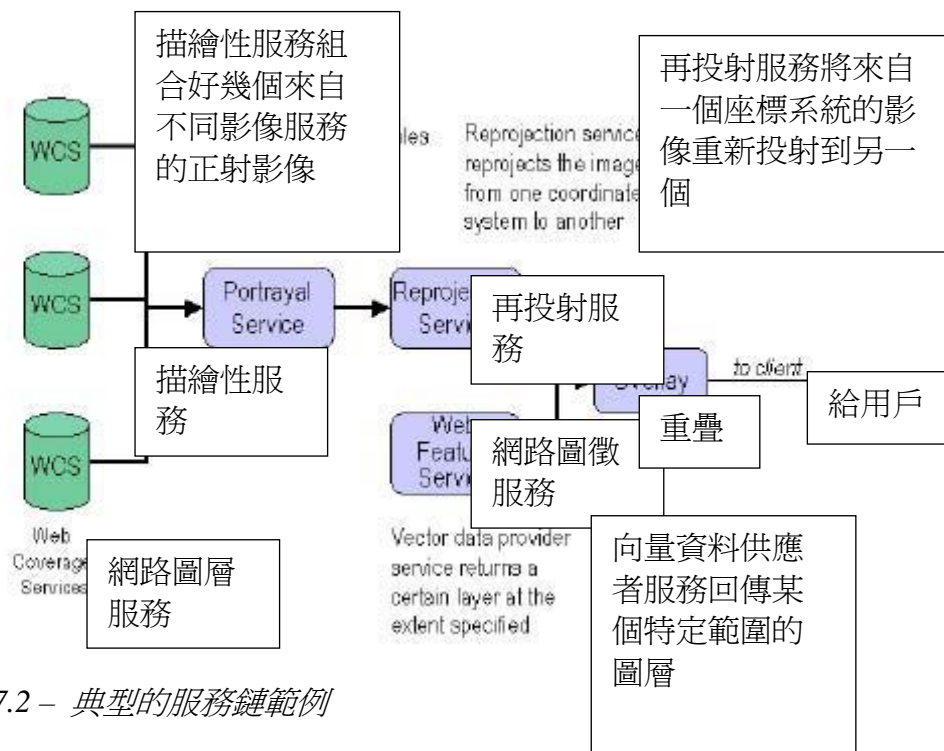 描繪性服務組
合好幾個來自
不同影像服務
的正射影像
再投射服務將來自
一個座標系統的影
像重新投射到另一
個
WCS
Reprojection service
reprojects the image
from one coordinate
system to another
WCS
Portrayal
Service
再投射服
務
描繪性服
務
to client
給用戶
重疊
WCS
Web
網路圖徵
服務
Web
Coverage
Services
網路圖層
服務
Vector data provider
service returns a
certain layer at the
extent specified
向量資料供應
者服務回傳某
個特定範圍的
圖層
7.2 – 典型的服務鏈範例